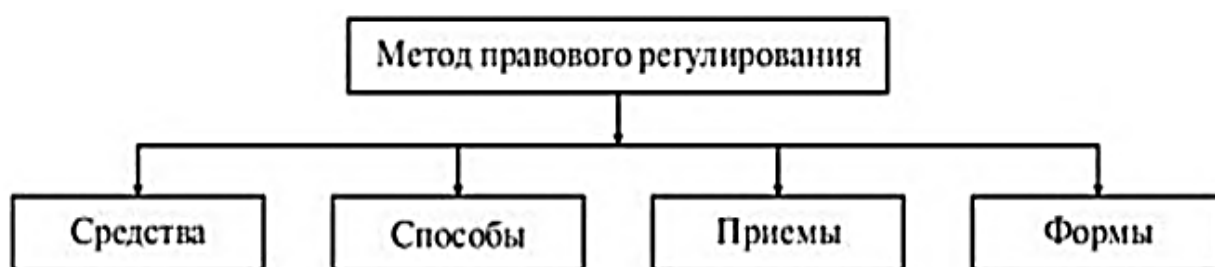 Метод правового регулирования
Средства
Способы
Приемы
Формы